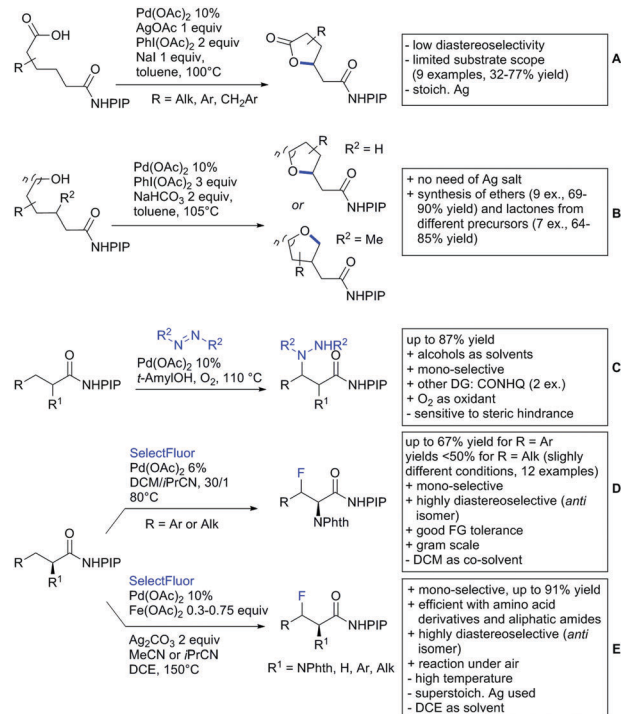 O
OH
Pd(OAc)2 10%
AgOAc 1 equiv
PhI(OAc)2 2 equiv
NaI 1 equiv,
toluene, 100°C
R = Alk, Ar, CH2Ar
R
O
NHPIP
O
O
R
O
NHPIP
- low diastereoselectivity
- limited substrate scope
(9 examples, 32-77% yield)
- stoich. Ag
A
n( OH
R2
R
O
NHPIP
Pd(OAc)2 10%
PhI(OAc)2 3 equiv
NaHCO3 2 equiv,
toluene, 105°C
R
n(
O
O
NHPIP
R2 = H
or
n(
O
R
O
NHPIP
R2 = Me
+ no need of Ag salt
+ synthesis of ethers (9 ex., 69-
90% yield) and lactones from
different precursors (7 ex., 64-
85% yield)
B
R2 N=N R2
Pd(OAc)2 10%
t-AmylOH, O2, 110 °C
R
O
NHPIP
R1
R2 N NHR2
O
R
NHPIP
R1
up to 87% yield
+ alcohols as solvents
+ mono-selective
+ other DG: CONHQ (2 ex.)
+ O2 as oxidant
- sensitive to steric hindrance
C
SelectFluor
Pd(OAc)2 6%
DCM/iPrCN, 30/1
80°C
R = Ar or Alk
F
O
R
NHPIP
NPhth
up to 67% yield for R = Ar
yields <50% for R = Alk (slightly
different conditions, 12 examples)
+ mono-selective
+ highly diastereoselective (anti
isomer)
+ good FG tolerance
+ gram scale
- DCM as co-solvent
D
R
O
NHPIP
R1
SelectFluor
Pd(OAc)2 10%
Fe(OAc)2 0.3-0.75 equiv
Ag2CO3 2 equiv
MeCN or iPrCN
DCE, 150°C
F
O
R
NHPIP
R1
R1 = NPhth, H, Ar, Alk
+ mono-selective, up to 91% yield
+ efficient with amino acid
derivatives and aliphatic amides
+ highly diastereoselective (anti
isomer)
+ reaction under air
- high temperature
- superstoich. Ag used
- DCE as solvent
E